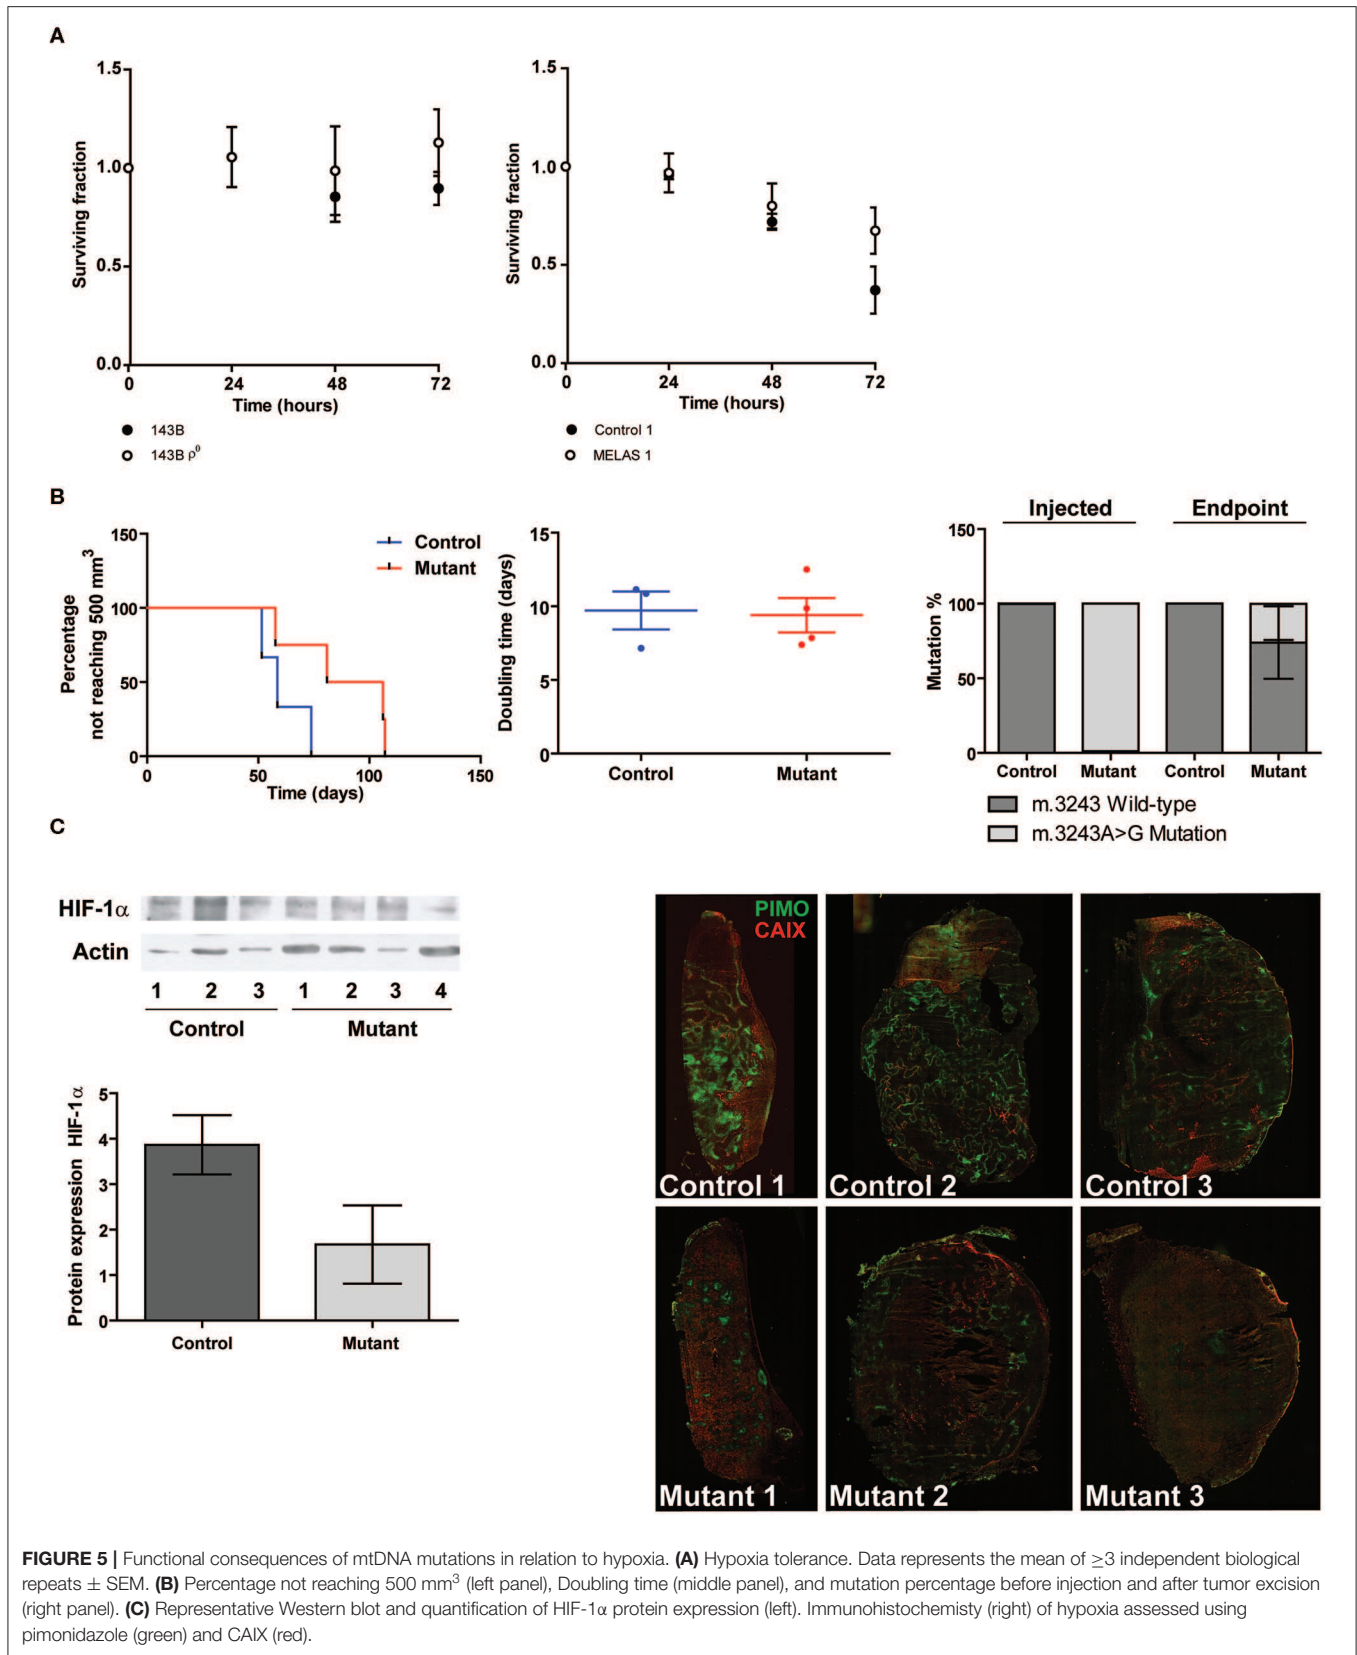 A
1.5
1.0
0.5
0.0
Surviving fraction
0 24 48 72
Time (hours)
143B
143B ρ⁰
1.5
1.0
0.5
0.0
Surviving fraction
0 24 48 72
Time (hours)
Control 1
MELAS 1
B
Percentage
not reaching 500 mm³
150
100
50
0
0 50 100 150
Time (days)
Control
Mutant
Doubling time (days)
15
10
5
0
Control Mutant
Injected Endpoint
Mutation %
150
100
50
0
Control Mutant Control Mutant
m.3243 Wild-type
m.3243A>G Mutation
C
HIF-1α
Actin
1 2 3 1 2 3 4
Control Mutant
Protein expression HIF-1α
5
4
3
2
1
0
Control Mutant
PIMO
CAIX
Control 1 Control 2 Control 3
Mutant 1 Mutant 2 Mutant 3
FIGURE 5 | Functional consequences of mtDNA mutations in relation to hypoxia. (A) Hypoxia tolerance. Data represents the mean of ≥3 independent biological
repeats ± SEM. (B) Percentage not reaching 500 mm³ (left panel), Doubling time (middle panel), and mutation percentage before injection and after tumor excision
(right panel). (C) Representative Western blot and quantification of HIF-1α protein expression (left). Immunohistochemisty (right) of hypoxia assessed using
pimonidazole (green) and CAIX (red).